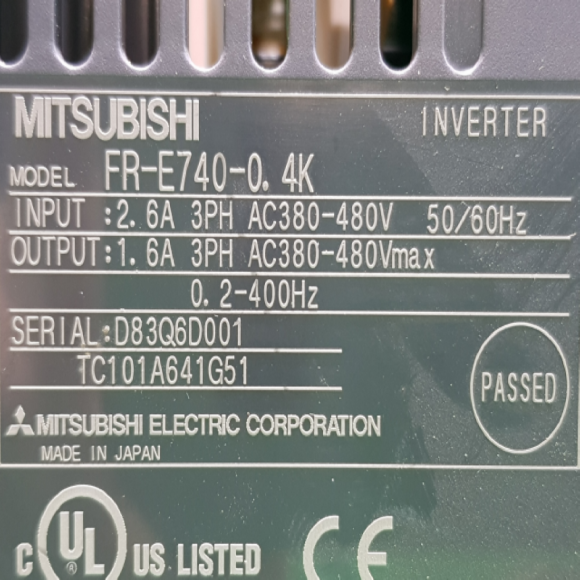 MITSUBISHI INVERTER
MODEL FR-E740-0.4K
INPUT :2.6A 3PH AC380-480V 50/60Hz
OUTPUT:1.6A 3PH AC380-480Vmax
0.2-400Hz
SERIAL:D83Q6D001
TC101A641G51
PASSED
MITSUBISHI ELECTRIC CORPORATION
MADE IN JAPAN
C UL US LISTED CE